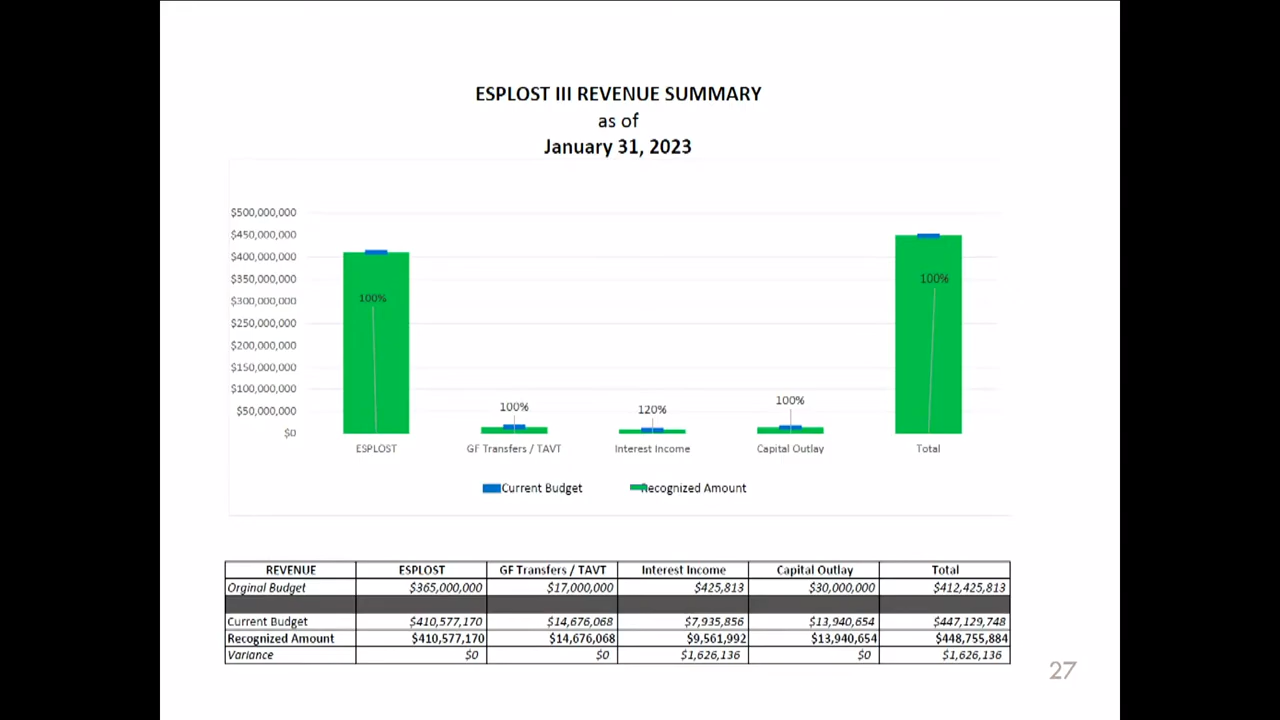 ESPLOST III REVENUE SUMMARY
as of
January 31, 2023
$500,000,000
$450,000,000
$400,000,000
$350,000,000
$300,000,000
$250,000,000
$200,000,000
$150,000,000
$100,000,000
$50,000,000
$0
100%
100%
120%
100%
100%
ESPLOST GF Transfers / TAVT Interest Income Capital Outlay Total
Current Budget Recognized Amount
REVENUE ESPLOST GF Transfers / TAVT Interest Income Capital Outlay Total
Orginal Budget $365,000,000 $17,000,000 $425,813 $30,000,000 $412,425,813
Current Budget $410,577,170 $14,676,068 $7,935,856 $13,940,654 $447,129,748
Recognized Amount $410,577,170 $14,676,068 $9,561,992 $13,940,654 $448,755,884
Variance $0 $0 $1,626,136 $0 $1,626,136
27